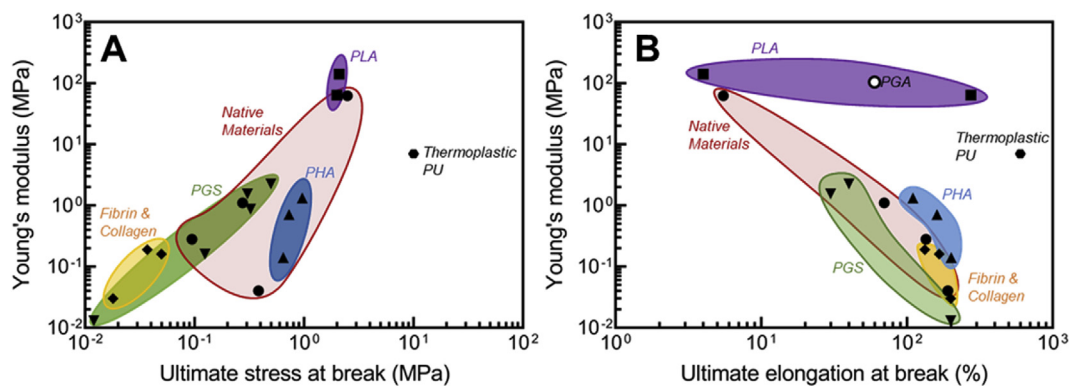 A
Young's modulus (MPa)
10³
10²
10¹
10⁰
10⁻¹
10⁻²
PLA
Native
Materials
Thermoplastic
PU
PHA
PGS
Fibrin &
Collagen
10⁻² 10⁻¹ 10⁰ 10¹ 10²
Ultimate stress at break (MPa)
B
Young's modulus (MPa)
10³
10²
10¹
10⁰
10⁻¹
10⁻²
PLA
PGA
Native
Materials
Thermoplastic
PU
PHA
PGS
Fibrin &
Collagen
10⁰ 10¹ 10² 10³
Ultimate elongation at break (%)